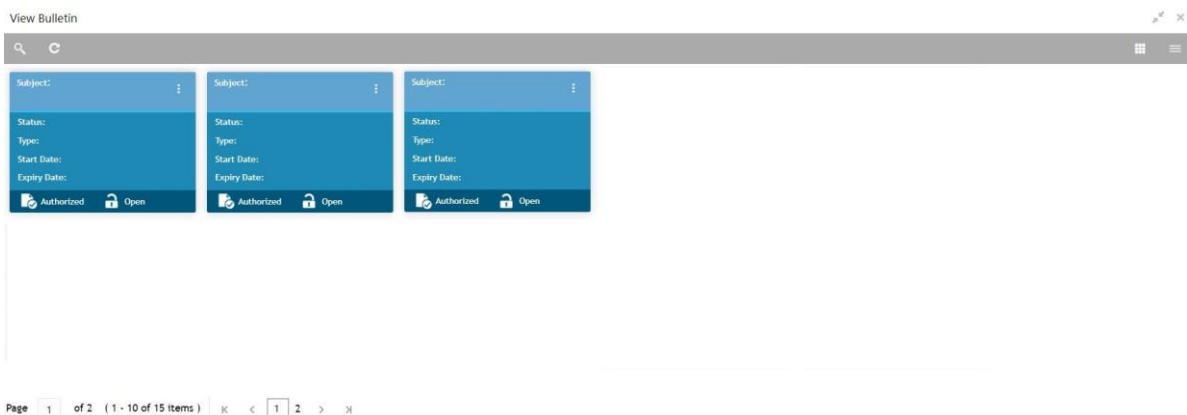 View Bulletin
Subject: Subject: Subject:
Status: Status: Status:
Type: Type: Type:
Start Date: Start Date: Start Date:
Expiry Date: Expiry Date: Expiry Date:
Authorized Open Authorized Open Authorized Open
Page 1 of 2 ( 1 - 10 of 15 items ) 1 2